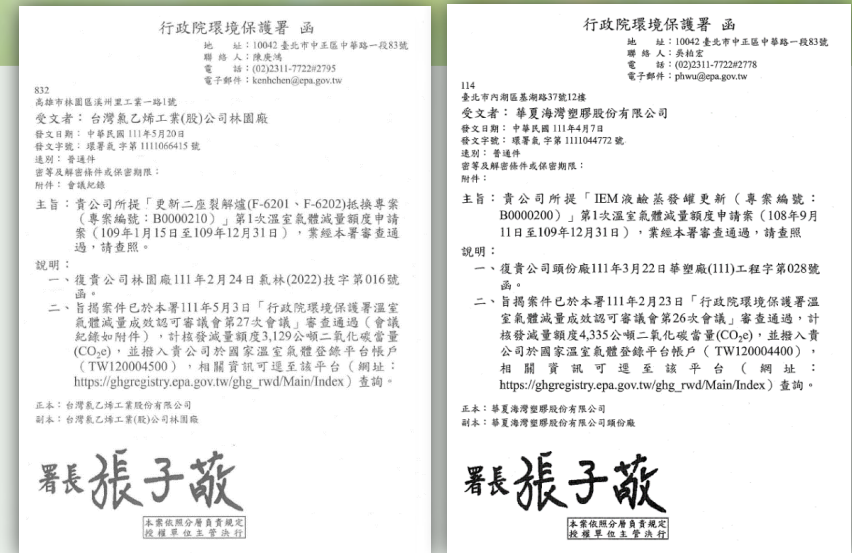 行政院環境保護署 函
地 址：10042 臺北市中正區中華路一段83號
聯 絡 人：陳庚鴻
電 話：(02)2311-7722#2795
電子郵件：kenhchen@epa.gov.tw
832
高雄市林園區溪州里工業一路1號
受文者： 台灣氯乙烯工業(股)公司林園廠
發文日期： 中華民國 111年5月20日
發文字號： 環署氣 字第 1111066415 號
速別： 普通件
密等及解密條件或保密期限：
附件： 會議紀錄
主旨：貴公司所提「更新二座裂解爐(F-6201、F-6202)抵換專案
（專案編號：B0000210）」第1次溫室氣體減量額度申請
案（109年1月15日至109年12月31日），業經本署審查通
過，請查照。
說明：
一、復貴公司林園廠111年2月24日氯林(2022)技字第016號
函。
二、旨揭案件已於本署111年5月3日「行政院環境保護署溫室
氣體減量成效認可審議會第27次會議」審查通過（會議
紀錄如附件），計核發減量額度3,129公噸二氧化碳當量
(CO₂e)，並撥入貴公司於國家溫室氣體登錄平台帳戶
（TW120004500），相關資訊可逕至該平台（網址：
https://ghgregistry.epa.gov.tw/ghg_rwd/Main/Index）查詢。
正本：台灣氯乙烯工業股份有限公司
副本：台灣氯乙烯工業(股)公司林園廠
署長 張子敬
本案依照分層負責規定
授權單位主管決行
行政院環境保護署 函
地 址：10042 臺北市中正區中華路一段83號
聯 絡 人：吳柏宏
電 話：(02)2311-7722#2778
電子郵件：phwu@epa.gov.tw
114
臺北市內湖區基湖路37號12樓
受文者： 華夏海灣塑膠股份有限公司
發文日期： 中華民國 111年4月7日
發文字號： 環署氣 字第 1111044772 號
速別： 普通件
密等及解密條件或保密期限：
附件：
主旨：貴公司所提「IEM液鹼蒸發罐更新（專案編號：
B0000200）」第1次溫室氣體減量額度申請案（108年9月
11日至109年12月31日），業經本署審查通過，請查照
說明：
一、復貴公司頭份廠111年3月22日華塑廠(111)工程字第028號
函。
二、旨揭案件已於本署111年2月23日「行政院環境保護署溫
室氣體減量成效認可審議會第26次會議」審查通過，計
核發減量額度4,335公噸二氧化碳當量(CO₂e)，並撥入貴
公司於國家溫室氣體登錄平台帳戶（TW120004400），
相關資訊可逕至該平台（網址：
https://ghgregistry.epa.gov.tw/ghg_rwd/Main/Index）查詢。
正本：華夏海灣塑膠股份有限公司
副本：華夏海灣塑膠股份有限公司頭份廠
署長 張子敬
本案依照分層負責規定
授權單位主管決行